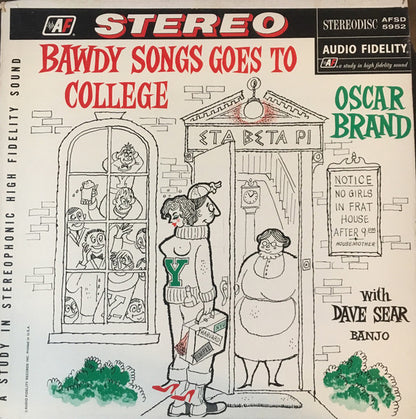 AF
STEREO
STEREODISC
AFSD
5952
AUDIO FIDELITY
AF
a study in high fidelity sound
BAWDY SONGS GOES TO
COLLEGE
OSCAR
BRAND
ETA BETA PI
NOTICE
NO GIRLS
IN FRAT
HOUSE
AFTER 9
HOUSEMOTHER
Y
with
DAVE SEAR
BANJO
A STUDY IN STEREOPHONIC HIGH FIDELITY SOUND